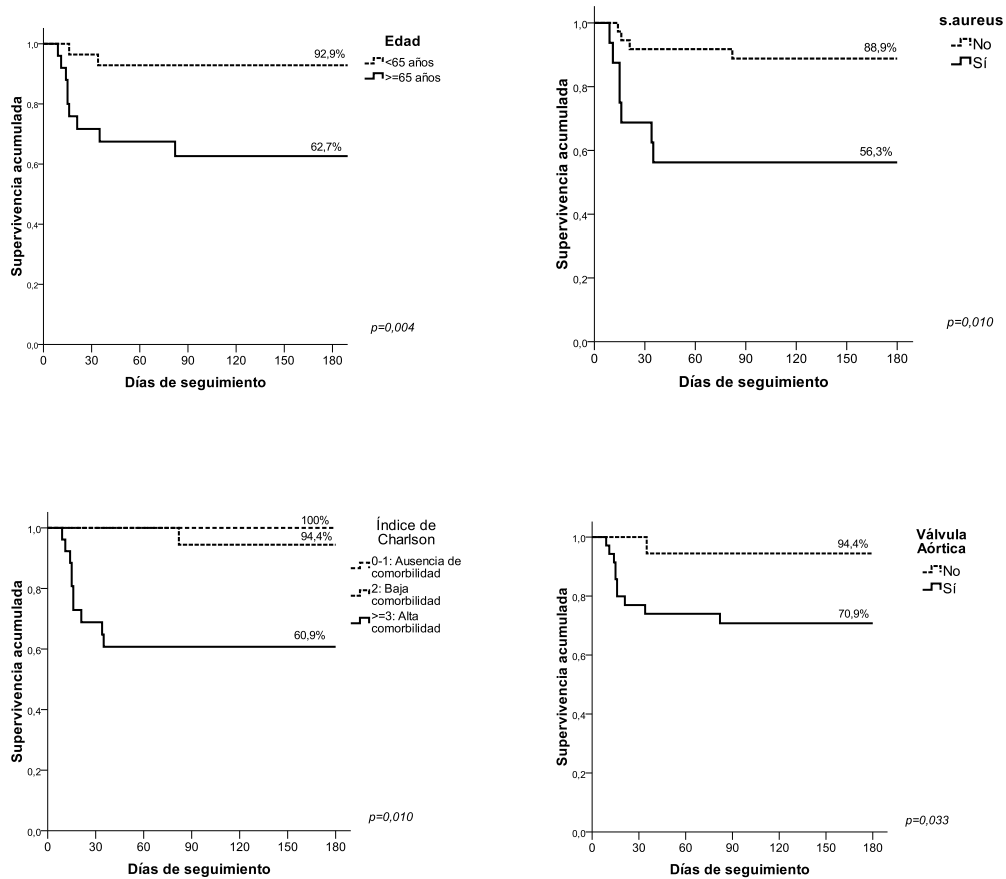 Edad
<65 años
>=65 años
Supervivencia acumulada
1,0
0,8
0,6
0,4
0,2
0,0
92,9%
62,7%
p=0,004
0 30 60 90 120 150 180
Días de seguimiento
s.aureus
No
Sí
Supervivencia acumulada
1,0
0,8
0,6
0,4
0,2
0,0
88,9%
56,3%
p=0,010
0 30 60 90 120 150 180
Días de seguimiento
Índice de
Charlson
0-1: Ausencia de
comorbilidad
2: Baja
comorbilidad
>=3: Alta
comorbilidad
Supervivencia acumulada
1,0
0,8
0,6
0,4
0,2
0,0
100%
94,4%
60,9%
p=0,010
0 30 60 90 120 150 180
Días de seguimiento
Válvula
Aórtica
No
Sí
Supervivencia acumulada
1,0
0,8
0,6
0,4
0,2
0,0
94,4%
70,9%
p=0,033
0 30 60 90 120 150 180
Días de seguimiento